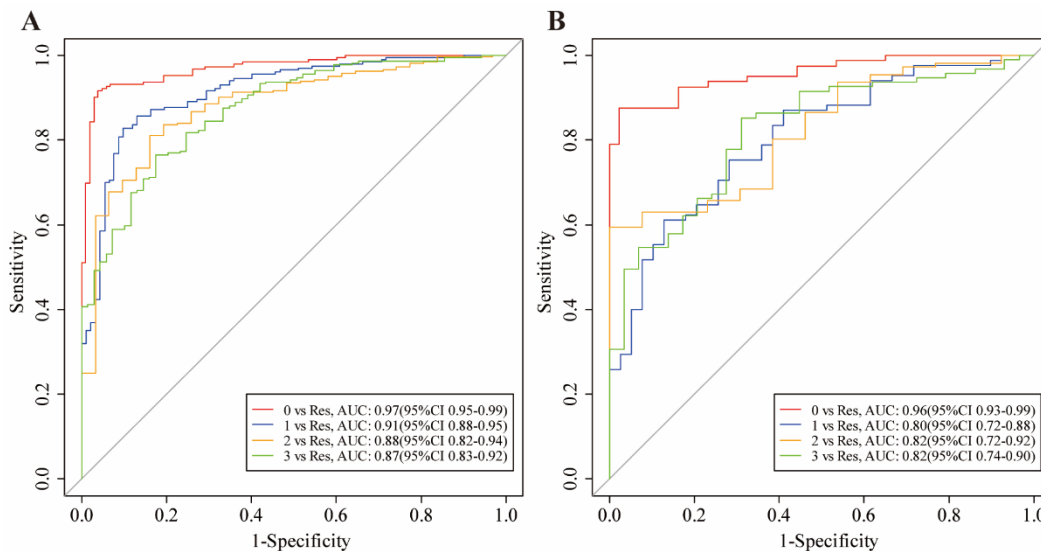 A
B
1.0
0.8
0.6
0.4
0.2
0.0
Sensitivity
0 vs Res, AUC: 0.97(95%CI 0.95-0.99)
1 vs Res, AUC: 0.91(95%CI 0.88-0.95)
2 vs Res, AUC: 0.88(95%CI 0.82-0.94)
3 vs Res, AUC: 0.87(95%CI 0.83-0.92)
0.0 0.2 0.4 0.6 0.8 1.0
1-Specificity
1.0
0.8
0.6
0.4
0.2
0.0
Sensitivity
0 vs Res, AUC: 0.96(95%CI 0.93-0.99)
1 vs Res, AUC: 0.80(95%CI 0.72-0.88)
2 vs Res, AUC: 0.82(95%CI 0.72-0.92)
3 vs Res, AUC: 0.82(95%CI 0.74-0.90)
0.0 0.2 0.4 0.6 0.8 1.0
1-Specificity